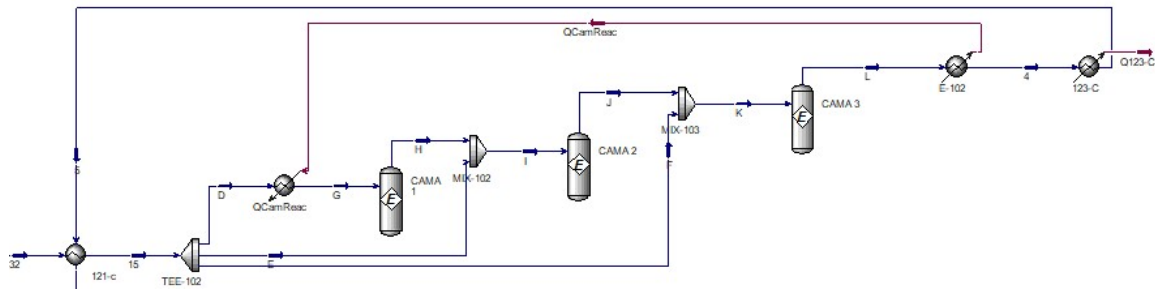 QCamReac
L
4
Q123-C
E-102
123-C
J
MIX-103
K
CAMA 3
H
MIX-102
I
CAMA 2
F
5
D
QCamReac
G
CAMA
1
E
E
E
32
121-c
15
TEE-102
E